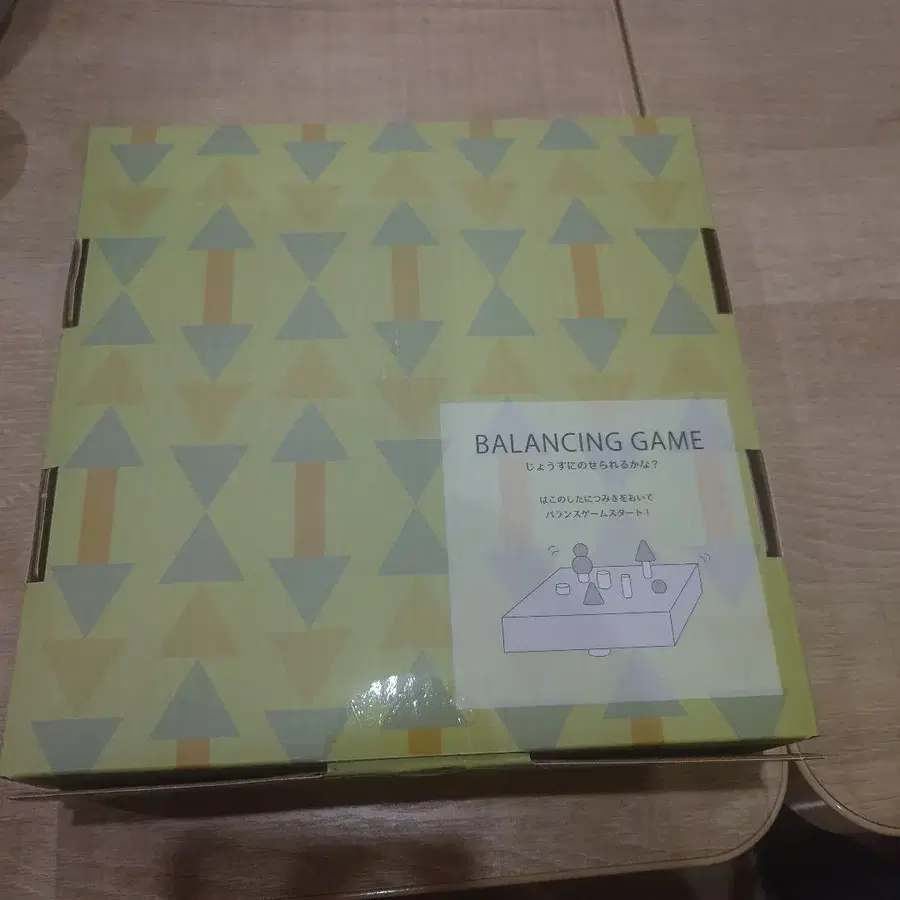 BALANCING GAME
じょうずにのせられるかな？
はこのしたにつみきをおいて
バランスゲームスタート！